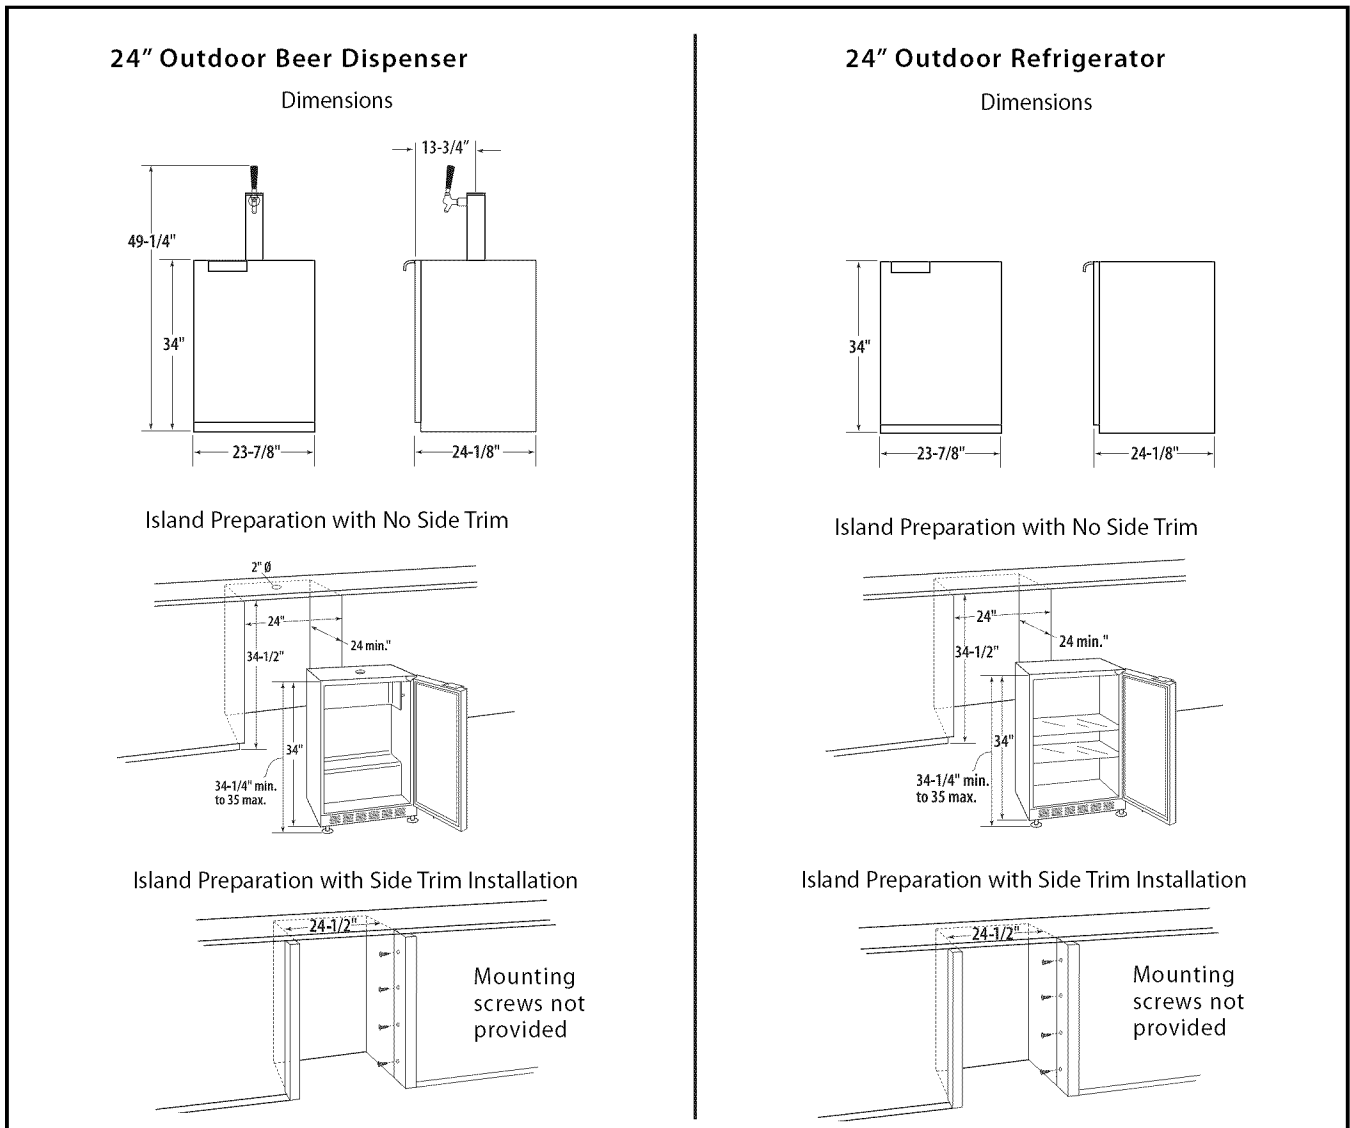 24” Outdoor Beer Dispenser
Dimensions
13-3/4”
49-1/4"
34"
23-7/8"
24-1/8"
Island Preparation with No Side Trim
2" Ø
24"
24 min."
34-1/2"
34"
34-1/4" min.
to 35 max.
Island Preparation with Side Trim Installation
24-1/2"
Mounting
screws not
provided
24” Outdoor Refrigerator
Dimensions
34"
23-7/8"
24-1/8"
Island Preparation with No Side Trim
24"
24 min."
34-1/2"
34"
34-1/4" min.
to 35 max.
Island Preparation with Side Trim Installation
24-1/2"
Mounting
screws not
provided